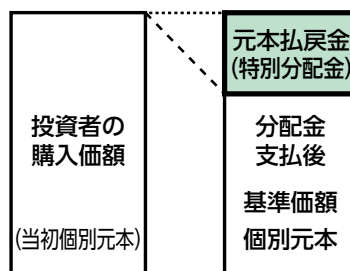 投資者の
購入価額
(当初個別元本)
元本払戻金
(特別分配金)
分配金
支払後
基準価額
個別元本